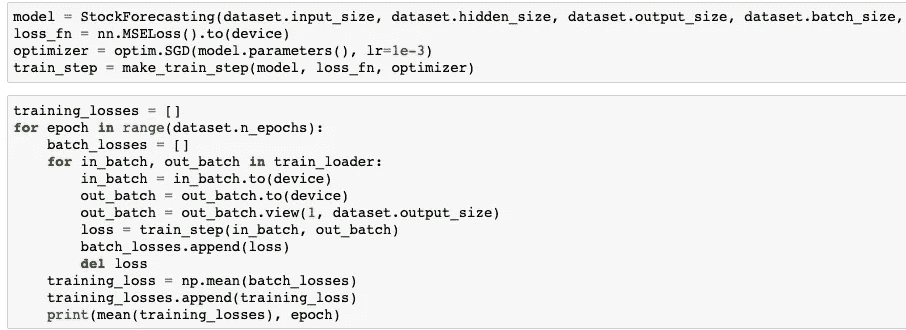 model = StockForecasting(dataset.input_size, dataset.hidden_size, dataset.output_size, dataset.batch_size,
loss_fn = nn.MSELoss().to(device)
optimizer = optim.SGD(model.parameters(), lr=1e-3)
train_step = make_train_step(model, loss_fn, optimizer)
training_losses = []
for epoch in range(dataset.n_epochs):
    batch_losses = []
    for in_batch, out_batch in train_loader:
        in_batch = in_batch.to(device)
        out_batch = out_batch.to(device)
        out_batch = out_batch.view(1, dataset.output_size)
        loss = train_step(in_batch, out_batch)
        batch_losses.append(loss)
        del loss
    training_loss = np.mean(batch_losses)
    training_losses.append(training_loss)
    print(mean(training_losses), epoch)